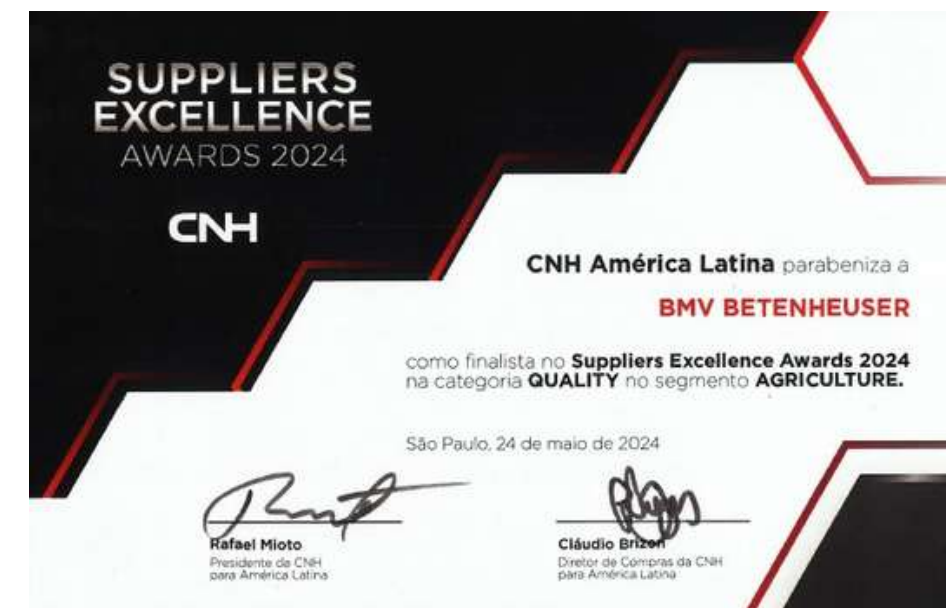 SUPPLIERS
EXCELLENCE
AWARDS 2024
CNH
CNH América Latina parabeniza a
BMV BETENHEUSER
como finalista no Suppliers Excellence Awards 2024
na categoria QUALITY no segmento AGRICULTURE.
São Paulo, 24 de maio de 2024
Rafael Mioto
Presidente da CNH
para América Latina
Cláudio Brizon
Diretor de Compras da CNH
para América Latina